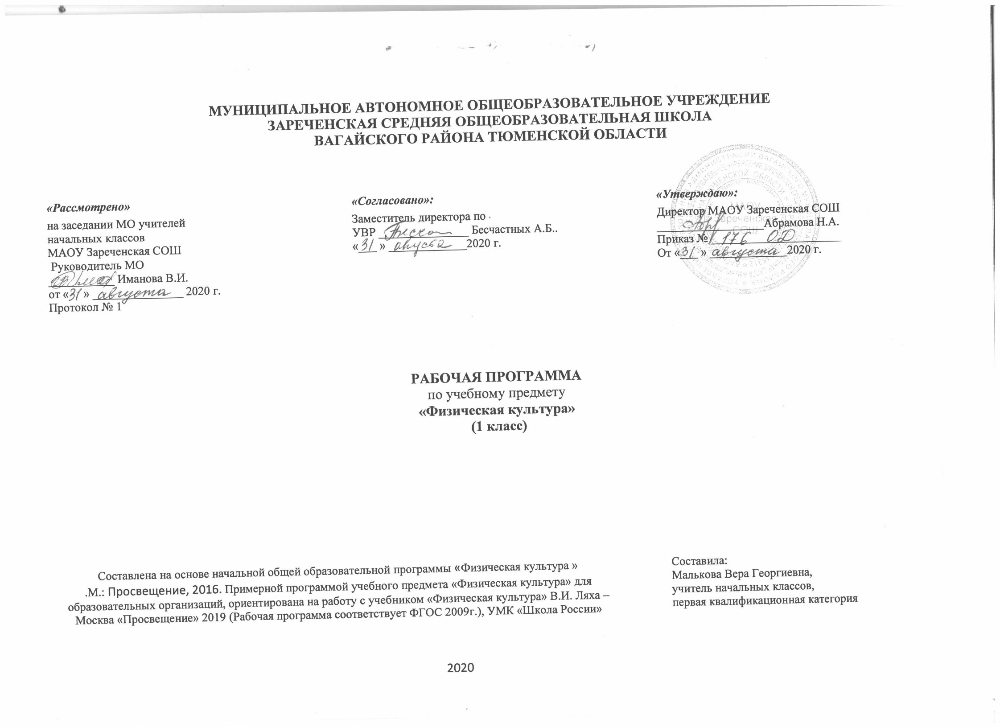 МУНИЦИПАЛЬНОЕ АВТОНОМНОЕ ОБЩЕОБРАЗОВАТЕЛЬНОЕ УЧРЕЖДЕНИЕ
ЗАРЕЧЕНСКАЯ СРЕДНЯЯ ОБЩЕОБРАЗОВАТЕЛЬНАЯ ШКОЛА
ВАГАЙСКОГО РАЙОНА ТЮМЕНСКОЙ ОБЛАСТИ
«Рассмотрено»
на заседании МО учителей
начальных классов
МАОУ Зареченская СОШ
Руководитель МО
Иманова В.И.
от «31» августа 2020 г.
Протокол № 1
«Согласовано»:
Заместитель директора по
УВР Бесчастных А.Б..
«31» августа 2020 г.
«Утверждаю»:
Директор МАОУ Зареченская СОШ
Абрамова Н.А.
Приказ № 176 ОД
От «31» августа 2020 г.
МАОУ
Зареченская
СОШ
РАБОЧАЯ ПРОГРАММА
по учебному предмету
«Физическая культура»
(1 класс)
Составлена на основе начальной общей образовательной программы «Физическая культура »
.М.: Просвещение, 2016. Примерной программой учебного предмета «Физическая культура» для
образовательных организаций, ориентирована на работу с учебником «Физическая культура» В.И. Ляха –
Москва «Просвещение» 2019 (Рабочая программа соответствует ФГОС 2009г.), УМК «Школа России»
Составила:
Малькова Вера Георгиевна,
учитель начальных классов,
первая квалификационная категория
2020